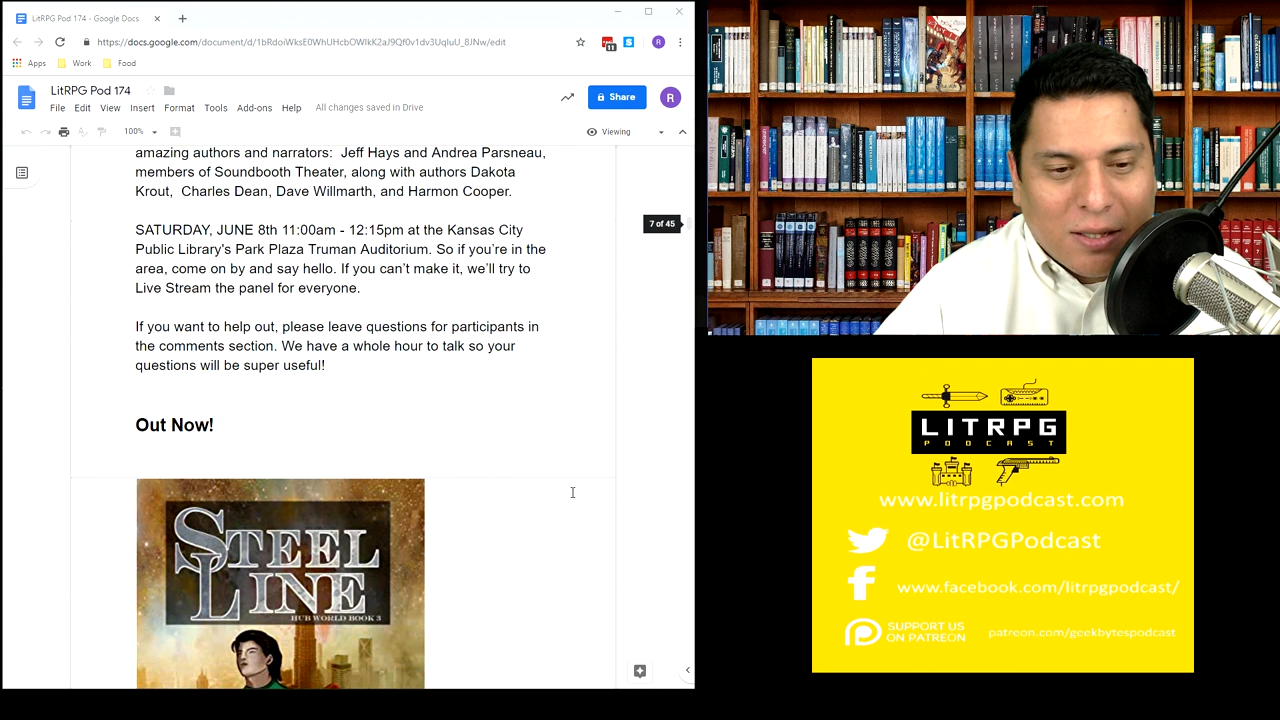 LitRPG Pod 174 - Google Docs
https://docs.google.com/document/d/1bRdoiWksE0WhUHcbOWIkK2aJ9Qf0v1dv3UqIuU_8JNw/edit
11
R
Apps
Work
Food
LitRPG Pod 174
File Edit View Insert Format Tools Add-ons Help All changes saved in Drive
Share
R
100%
Viewing
amazing authors and narrators: Jeff Hays and Andrea Parsneau,
members of Soundbooth Theater, along with authors Dakota
Krout, Charles Dean, Dave Willmarth, and Harmon Cooper.
7 of 45
SATURDAY, JUNE 8th 11:00am - 12:15pm at the Kansas City
Public Library's Park Plaza Truman Auditorium. So if you're in the
area, come on by and say hello. If you can't make it, we'll try to
Live Stream the panel for everyone.
If you want to help out, please leave questions for participants in
the comments section. We have a whole hour to talk so your
questions will be super useful!
Out Now!
STEEL
LINE
HUB WORLD BOOK 3
LITRPG
PODCAST
www.litrpgpodcast.com
@LitRPGPodcast
www.facebook.com/litrpgpodcast/
SUPPORT US
ON PATREON
patreon.com/geekbytespodcast